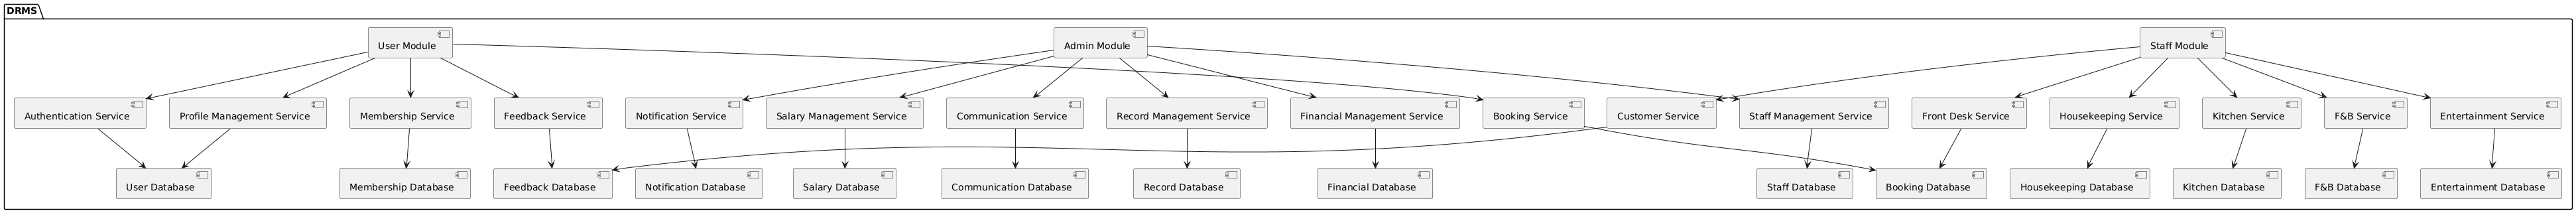 DRMS
User Module
Admin Module
Staff Module
Authentication Service
Profile Management Service
Membership Service
Feedback Service
Notification Service
Salary Management Service
Communication Service
Record Management Service
Financial Management Service
Booking Service
Customer Service
Staff Management Service
Front Desk Service
Housekeeping Service
Kitchen Service
F&B Service
Entertainment Service
User Database
Membership Database
Feedback Database
Notification Database
Salary Database
Communication Database
Record Database
Financial Database
Staff Database
Booking Database
Housekeeping Database
Kitchen Database
F&B Database
Entertainment Database